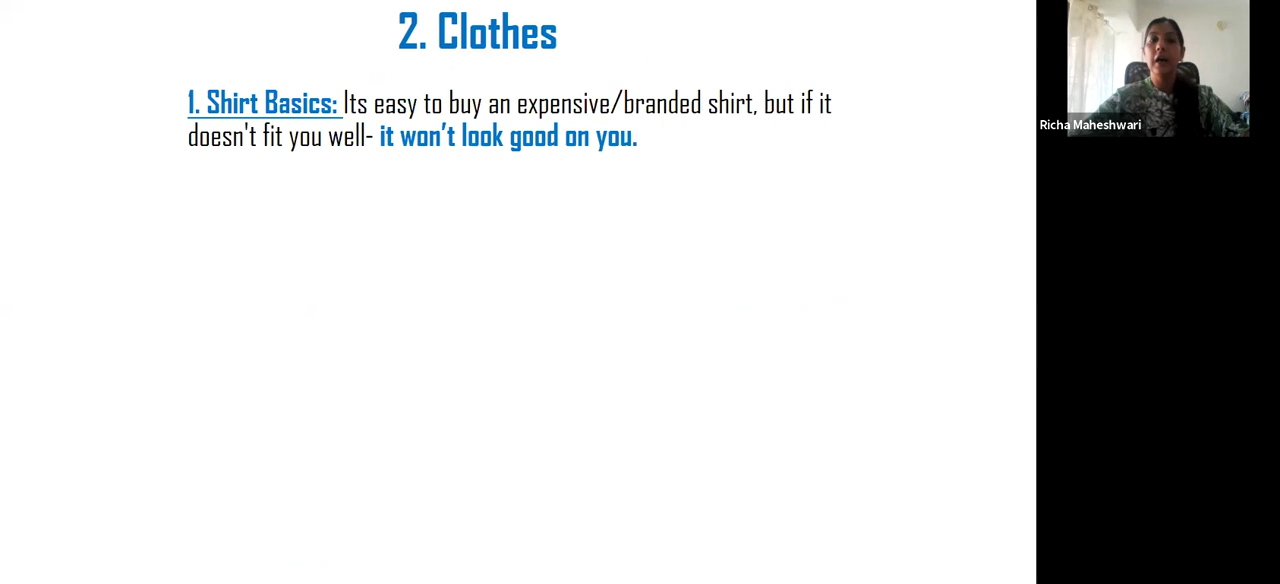 2. Clothes
1. Shirt Basics: Its easy to buy an expensive/branded shirt, but if it
doesn't fit you well- it won’t look good on you.
Richa Maheshwari